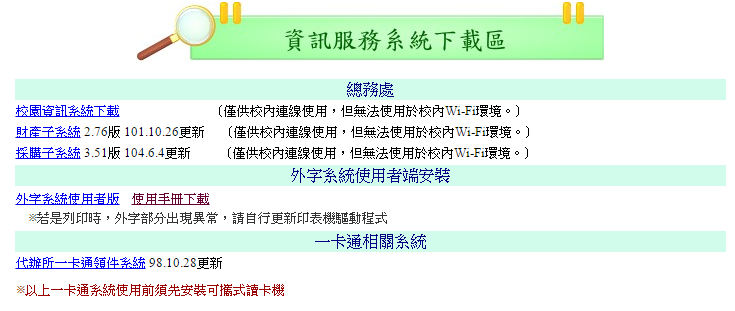 資訊服務系統下載區
總務處
校園資訊系統下載 〔僅供校內連線使用，但無法使用於校內Wi-Fi環境。〕
財產子系統 2.76版 101.10.26更新 〔僅供校內連線使用，但無法使用於校內Wi-Fi環境。〕
採購子系統 3.51版 104.6.4更新 〔僅供校內連線使用，但無法使用於校內Wi-Fi環境。〕
外字系統使用者端安裝
外字系統使用者版 使用手冊下載
※若是列印時，外字部分出現異常，請自行更新印表機驅動程式
一卡通相關系統
代辦所一卡通領件系統 98.10.28更新
※以上一卡通系統使用前須先安裝可攜式讀卡機